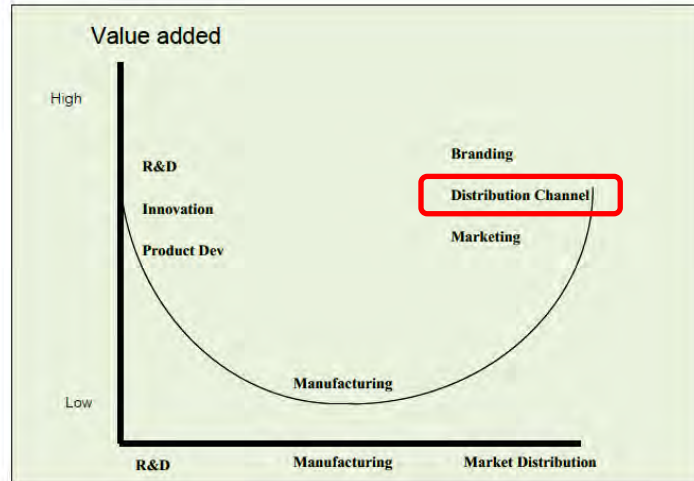 Value added
High
R&D
Innovation
Product Dev
Branding
Distribution Channel
Marketing
Manufacturing
Low
R&D
Manufacturing
Market Distribution